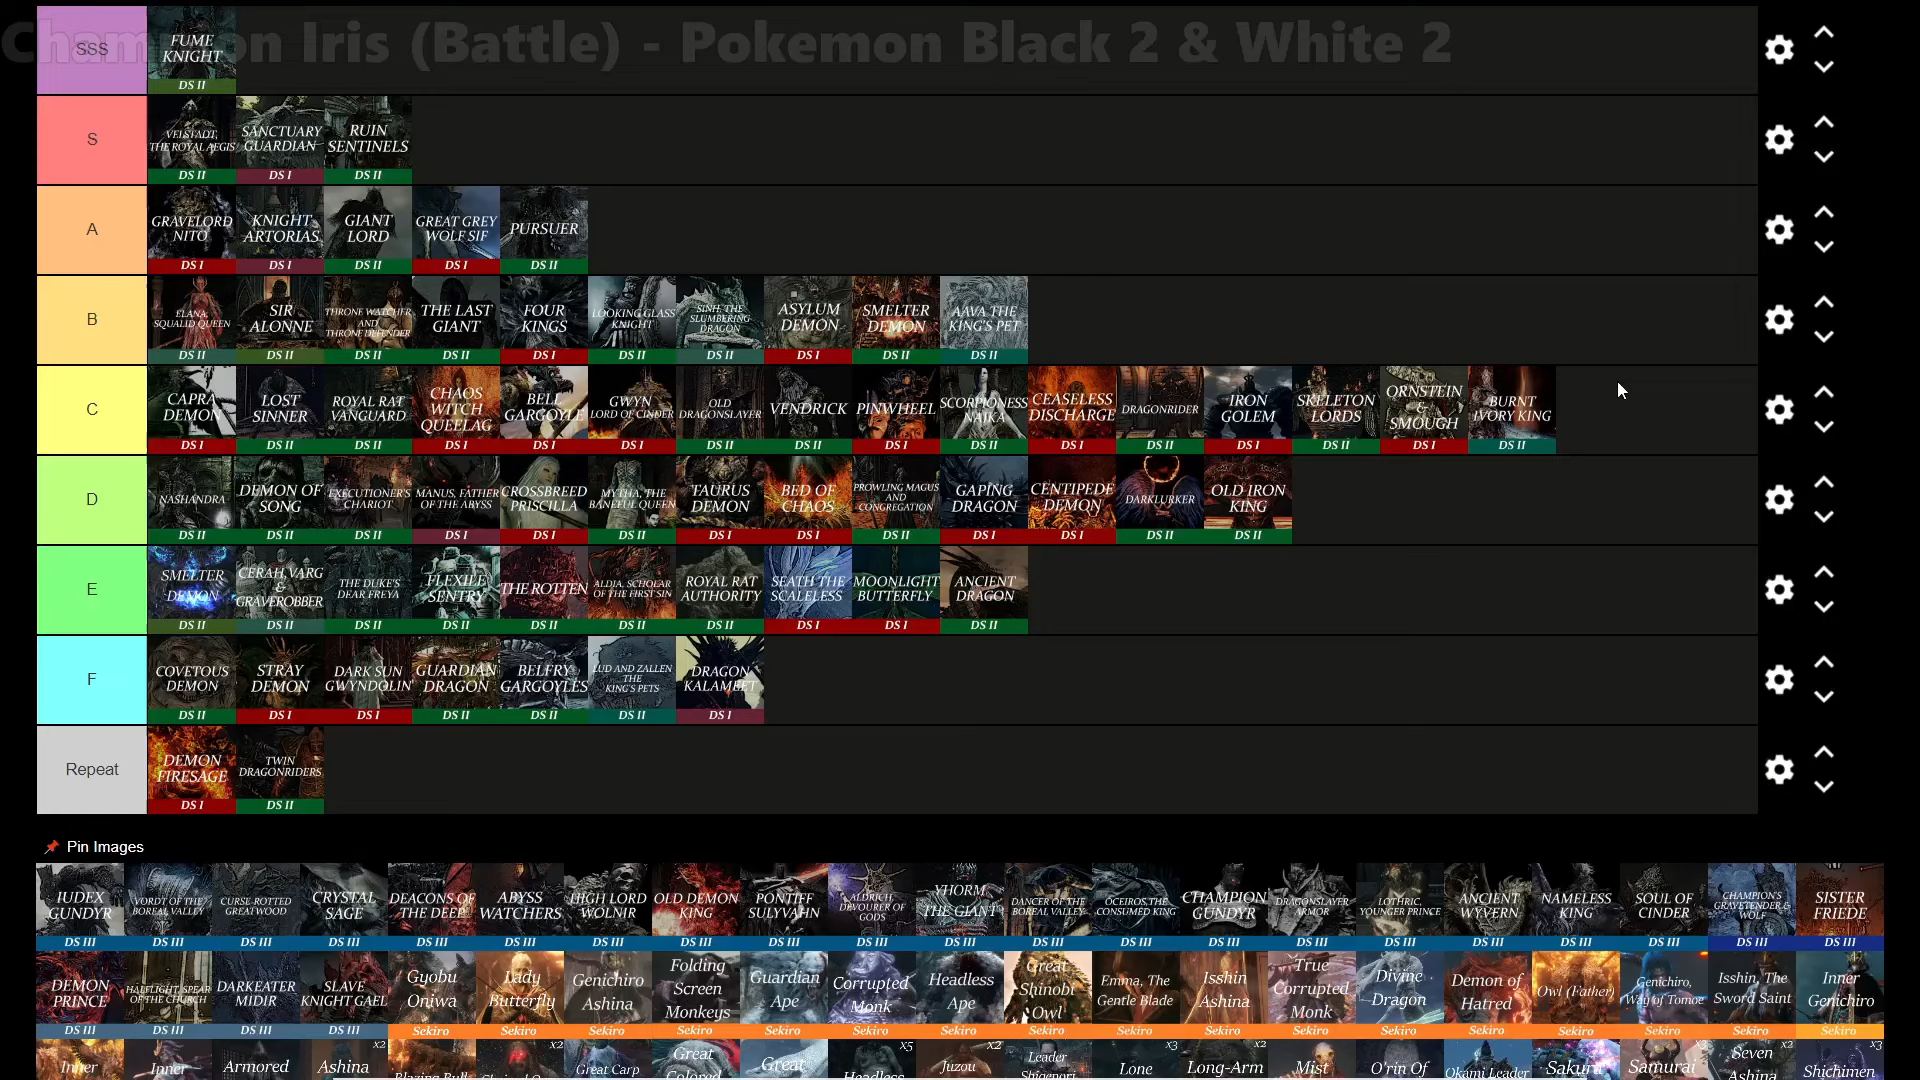 Champion Iris (Battle) - Pokemon Black 2 & White 2
SSS
FUME
KNIGHT
DS II
S
VELSTADT,
THE ROYAL AEGIS
DS II
SANCTUARY
GUARDIAN
DS I
RUIN
SENTINELS
DS II
A
GRAVELORD
NITO
DS I
KNIGHT
ARTORIAS
DS I
GIANT
LORD
DS II
GREAT GREY
WOLF SIF
DS I
PURSUER
DS II
B
ELANA,
SQUALID QUEEN
DS II
SIR
ALONNE
DS II
THRONE WATCHER
AND
THRONE DEFENDER
DS II
THE LAST
GIANT
DS II
FOUR
KINGS
DS I
LOOKING GLASS
KNIGHT
DS II
SINH, THE
SLUMBERING
DRAGON
DS II
ASYLUM
DEMON
DS I
SMELTER
DEMON
DS II
AAVA THE
KING'S PET
DS II
C
CAPRA
DEMON
DS I
LOST
SINNER
DS II
ROYAL RAT
VANGUARD
DS II
CHAOS
WITCH
QUEELAG
DS I
BELL
GARGOYLE
DS I
GWYN
LORD OF CINDER
DS I
OLD
DRAGONSLAYER
DS II
VENDRICK
DS II
PINWHEEL
DS I
SCORPIONESS
NAJKA
DS II
CEASELESS
DISCHARGE
DS I
DRAGONRIDER
DS II
IRON
GOLEM
DS I
SKELETON
LORDS
DS II
ORNSTEIN
&
SMOUGH
DS I
BURNT
IVORY KING
DS II
D
NASHANDRA
DS II
DEMON OF
SONG
DS II
EXECUTIONER'S
CHARIOT
DS II
MANUS, FATHER
OF THE ABYSS
DS I
CROSSBREED
PRISCILLA
DS I
MYTHA, THE
BANEFUL QUEEN
DS II
TAURUS
DEMON
DS I
BED OF
CHAOS
DS I
PROWLING MAGUS
AND
CONGREGATION
DS II
GAPING
DRAGON
DS I
CENTIPEDE
DEMON
DS I
DARKLURKER
DS II
OLD IRON
KING
DS II
E
SMELTER
DEMON
DS II
CERAH, VARG
&
GRAVEROBBER
DS II
THE DUKE'S
DEAR FREYA
DS II
FLEXILE
SENTRY
DS II
THE ROTTEN
DS II
ALDIA, SCHOLAR
OF THE FIRST SIN
DS II
ROYAL RAT
AUTHORITY
DS II
SEATH THE
SCALELESS
DS I
MOONLIGHT
BUTTERFLY
DS I
ANCIENT
DRAGON
DS II
F
COVETOUS
DEMON
DS II
STRAY
DEMON
DS I
DARK SUN
GWYNDOLIN
DS I
GUARDIAN
DRAGON
DS II
BELFRY
GARGOYLES
DS II
LUD AND ZALLEN
THE
KING'S PETS
DS II
DRAGON
KALAMEET
DS I
Repeat
DEMON
FIRESAGE
DS I
TWIN
DRAGONRIDERS
DS II
Pin Images
IUDEX
GUNDYR
DS III
VORDT OF THE
BOREAL VALLEY
DS III
CURSE-ROTTED
GREATWOOD
DS III
CRYSTAL
SAGE
DS III
DEACONS OF
THE DEEP
DS III
ABYSS
WATCHERS
DS III
HIGH LORD
WOLNIR
DS III
OLD DEMON
KING
DS III
PONTIFF
SULYVAHN
DS III
ALDRICH,
DEVOURER OF
GODS
DS III
YHORM,
THE GIANT
DS III
DANCER OF THE
BOREAL VALLEY
DS III
OCEIROS, THE
CONSUMED KING
DS III
CHAMPION
GUNDYR
DS III
DRAGONSLAYER
ARMOR
DS III
LOTHRIC,
YOUNGER PRINCE
DS III
ANCIENT
WYVERN
DS III
NAMELESS
KING
DS III
SOUL OF
CINDER
DS III
CHAMPION'S
GRAVETENDER &
WOLF
DS III
SISTER
FRIEDE
DS III
DEMON
PRINCE
DS III
HALFLIGHT, SPEAR
OF THE CHURCH
DS III
DARKEATER
MIDIR
DS III
SLAVE
KNIGHT GAEL
DS III
Gyobu
Oniwa
Sekiro
Lady
Butterfly
Sekiro
Genichiro
Ashina
Sekiro
Folding
Screen
Monkeys
Sekiro
Guardian
Ape
Sekiro
Corrupted
Monk
Sekiro
Headless
Ape
Sekiro
Great
Shinobi
Owl
Sekiro
Emma, The
Gentle Blade
Sekiro
Isshin
Ashina
Sekiro
True
Corrupted
Monk
Sekiro
Divine
Dragon
Sekiro
Demon of
Hatred
Sekiro
Owl (Father)
Sekiro
Genichiro,
Way of Tomoe
Sekiro
Isshin, The
Sword Saint
Sekiro
Inner
Genichiro
Sekiro
Inner
Inner
Armored
x2
Ashina
Blazing Bull
x2
Great Carp
Great
Colored
Great
x5
Headless
x2
Juzou
Leader
Shigenori
x3
Lone
x2
Long-Arm
Mist
O'rin Of
Okami Leader
Sakura
Samurai
x2
Seven
Ashina
x3
Shichimen